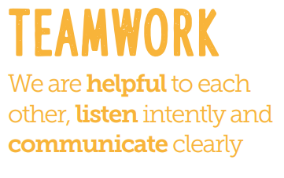 TEAMWORK
We are helpful to each
other, listen intently and
communicate clearly